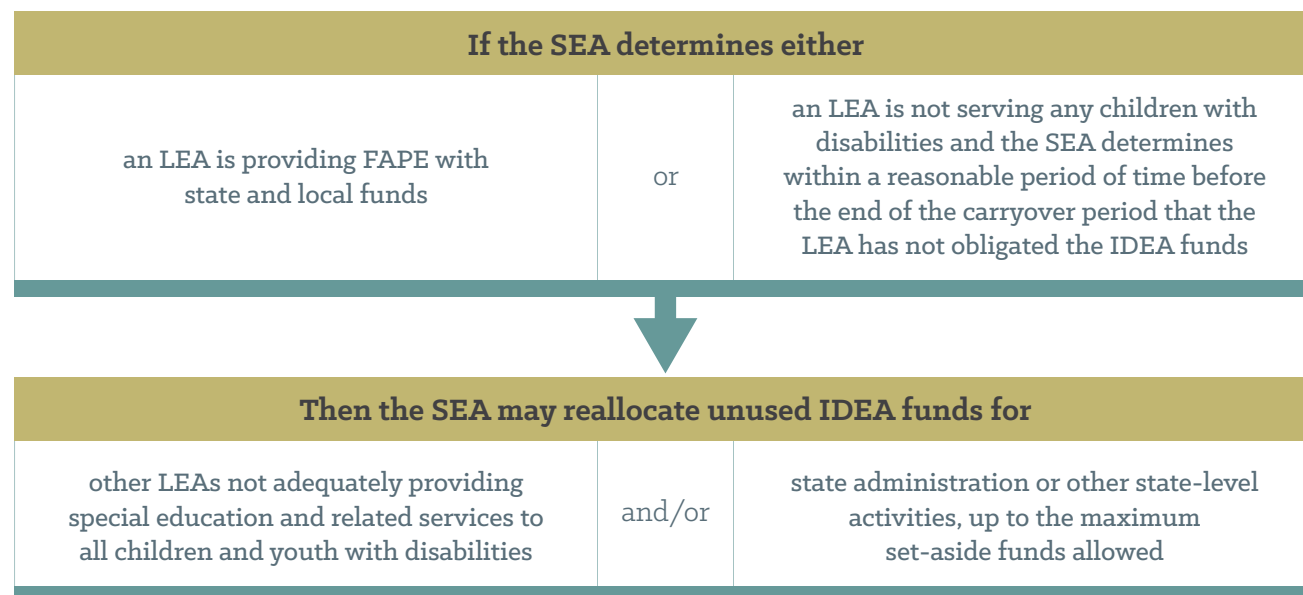 If the SEA determines either
an LEA is providing FAPE with
state and local funds
or
an LEA is not serving any children with
disabilities and the SEA determines
within a reasonable period of time before
the end of the carryover period that the
LEA has not obligated the IDEA funds
Then the SEA may reallocate unused IDEA funds for
other LEAs not adequately providing
special education and related services to
all children and youth with disabilities
and/or
state administration or other state-level
activities, up to the maximum
set-aside funds allowed